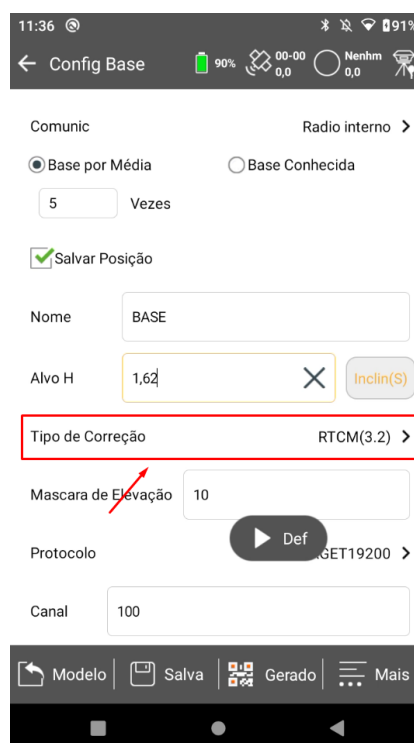 11:36 91%
Config Base 90% 00-00 0,0 Nenhm 0,0
Comunic Radio interno
Base por Média Base Conhecida
5 Vezes
Salvar Posição
Nome BASE
Alvo H 1,62 Inclin(S)
Tipo de Correção RTCM(3.2)
Mascara de Elevação 10
Def
Protocolo GET19200
Canal 100
Modelo Salva Gerado Mais